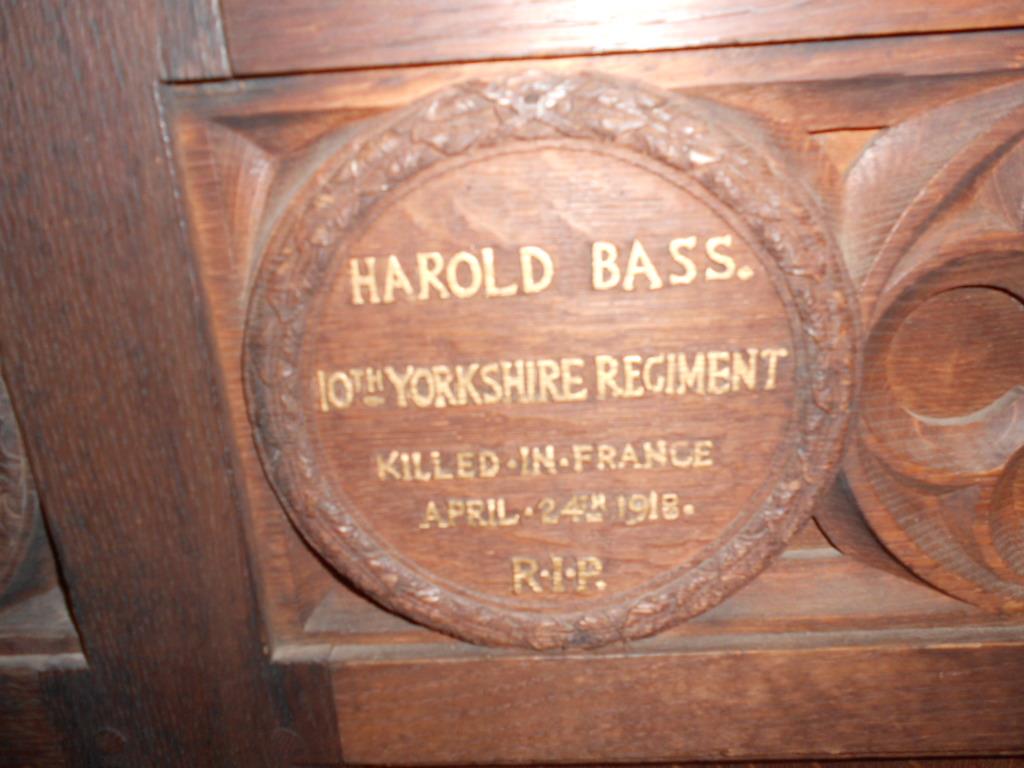 HAROLD BASS.
10TH YORKSHIRE REGIMENT
KILLED·IN·FRANCE
APRIL·24TH 1918.
R·I·P.